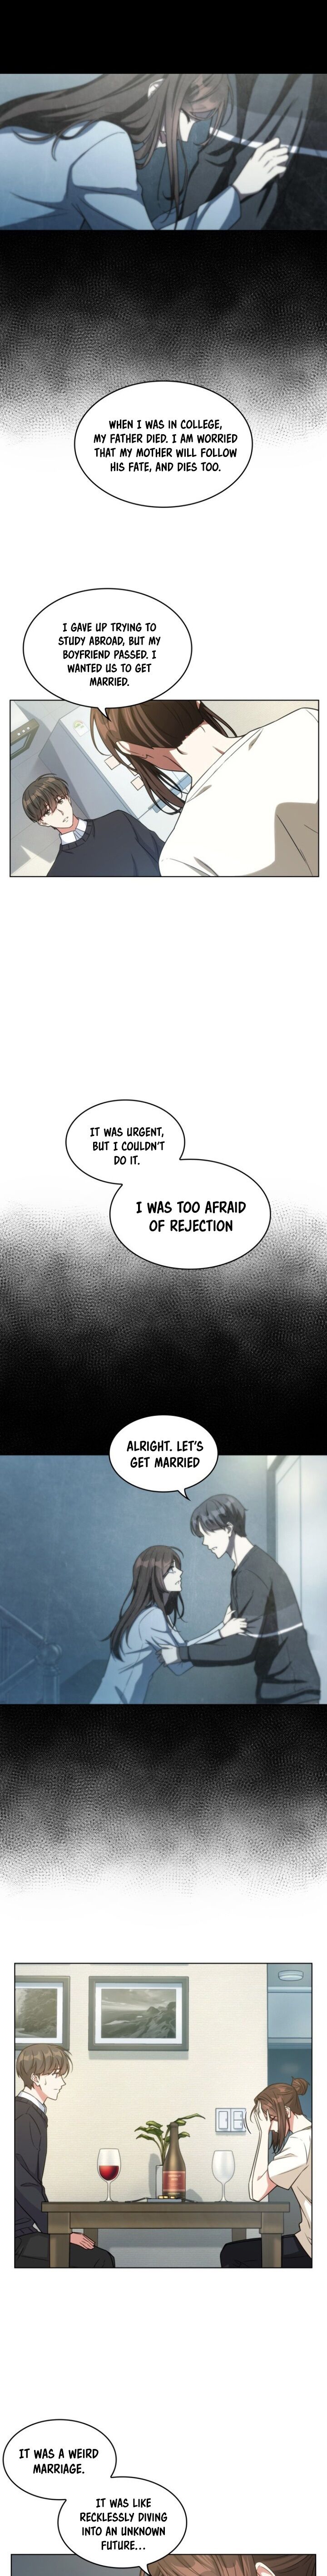 WHEN I WAS IN COLLEGE,
MY FATHER DIED. I AM WORRIED
THAT MY MOTHER WILL FOLLOW
HIS FATE, AND DIES TOO.
I GAVE UP TRYING TO
STUDY ABROAD, BUT MY
BOYFRIEND PASSED. I
WANTED US TO GET
MARRIED.
IT WAS URGENT,
BUT I COULDN'T
DO IT.
I WAS TOO AFRAID
OF REJECTION
ALRIGHT. LET'S
GET MARRIED
IT WAS A WEIRD
MARRIAGE.
IT WAS LIKE
RECKLESSLY DIVING
INTO AN UNKNOWN
FUTURE...